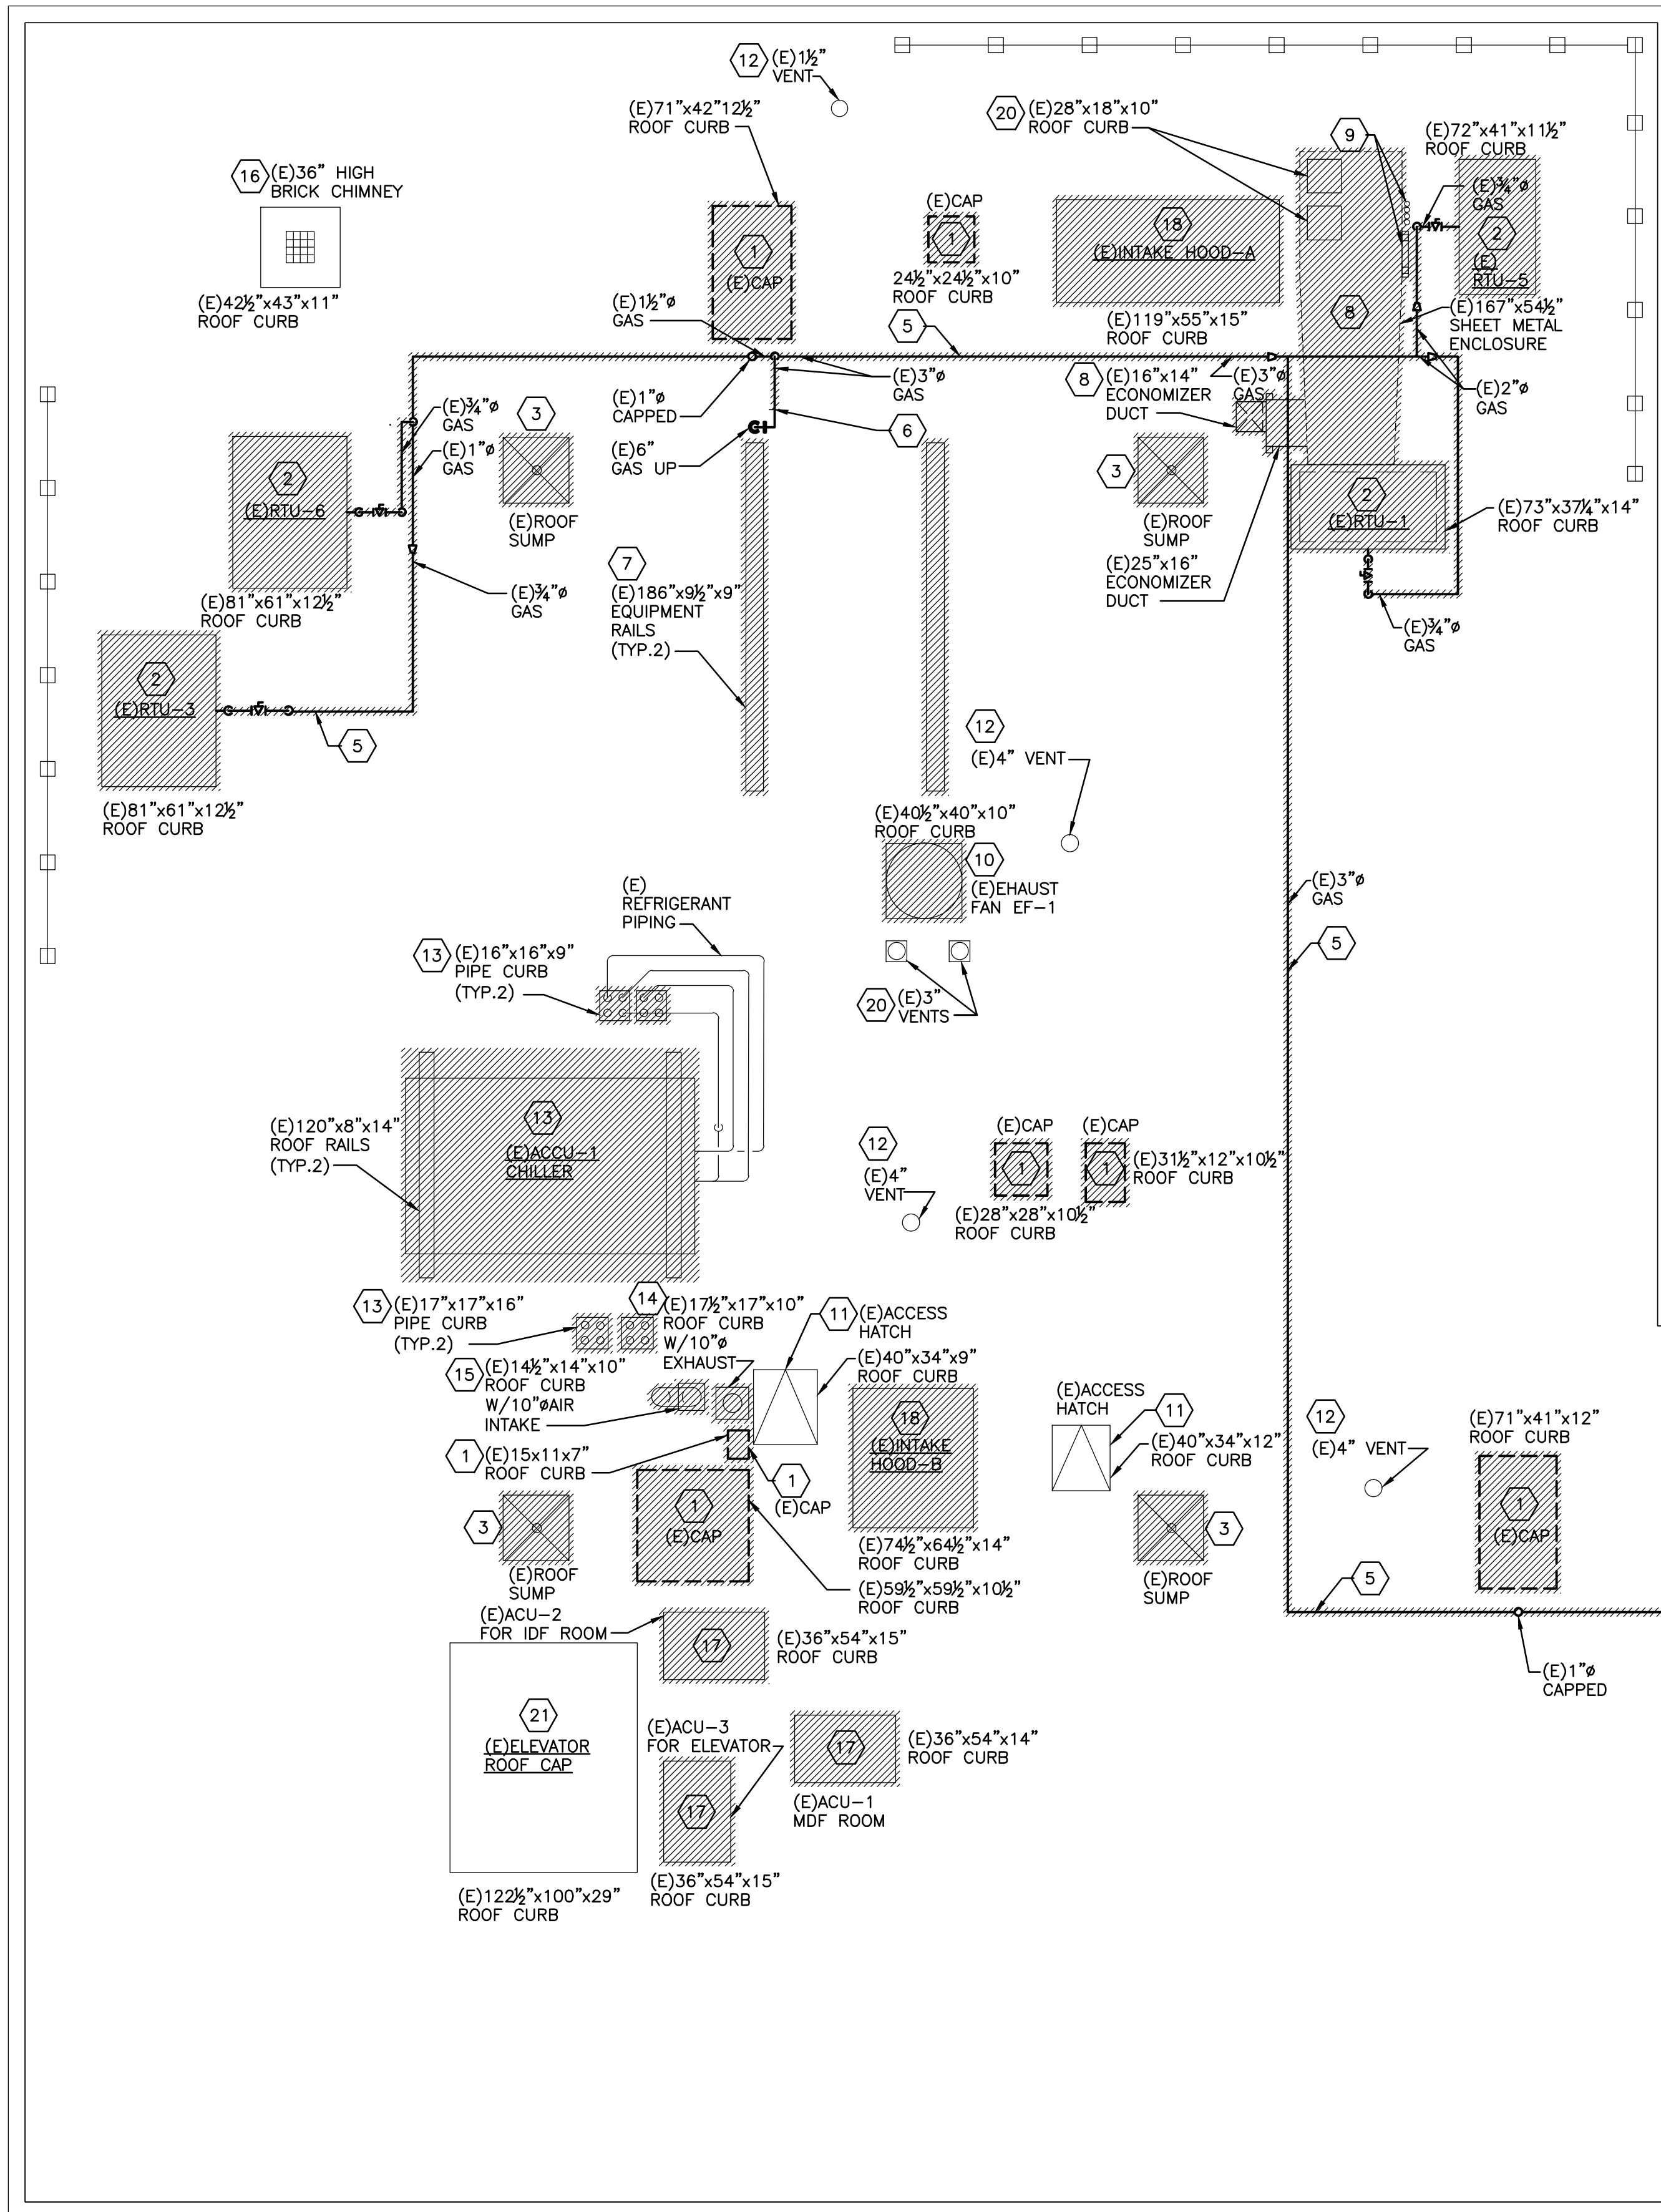 12
(E)1½"
VENT
(E)71"x42"12½"
ROOF CURB
20
(E)28"x18"x10"
ROOF CURB
9
(E)72"x41"x11½"
ROOF CURB
16
(E)36" HIGH
BRICK CHIMNEY
(E)42½"x43"x11"
ROOF CURB
1
(E)CAP
(E)CAP
1
24½"x24½"x10"
ROOF CURB
18
(E)INTAKE HOOD-A
(E)119"x55"x15"
ROOF CURB
(E)¾"ø
GAS
2
(E)
RTU-5
8
(E)167"x54½"
SHEET METAL
ENCLOSURE
(E)1½"ø
GAS
5
(E)3"ø
GAS
8
(E)16"x14"
ECONOMIZER
DUCT
(E)3"ø
GAS
(E)2"ø
GAS
(E)1"ø
CAPPED
6
(E)6"
GAS UP
(E)¾"ø
GAS
(E)1"ø
GAS
3
(E)ROOF
SUMP
2
(E)RTU-6
(E)81"x61"x12½"
ROOF CURB
3
(E)ROOF
SUMP
2
(E)RTU-1
(E)73"x37¼"x14"
ROOF CURB
(E)25"x16"
ECONOMIZER
DUCT
(E)¾"ø
GAS
7
(E)186"x9½"x9"
EQUIPMENT
RAILS
(TYP.2)
(E)¾"ø
GAS
2
(E)RTU-3
5
(E)81"x61"x12½"
ROOF CURB
12
(E)4" VENT
(E)40½"x40"x10"
ROOF CURB
10
(E)EHAUST
FAN EF-1
(E)
REFRIGERANT
PIPING
(E)3"ø
GAS
5
13
(E)16"x16"x9"
PIPE CURB
(TYP.2)
20
(E)3"
VENTS
(E)120"x8"x14"
ROOF RAILS
(TYP.2)
13
(E)ACCU-1
CHILLER
12
(E)4"
VENT
(E)CAP
1
(E)28"x28"x10½"
ROOF CURB
(E)CAP
1
(E)31½"x12"x10½"
ROOF CURB
13
(E)17"x17"x16"
PIPE CURB
(TYP.2)
14
(E)17½"x17"x10"
ROOF CURB
W/10"ø
EXHAUST
11
(E)ACCESS
HATCH
(E)40"x34"x9"
ROOF CURB
15
(E)14½"x14"x10"
ROOF CURB
W/10"øAIR
INTAKE
1
(E)15x11x7"
ROOF CURB
1
(E)CAP
18
(E)INTAKE
HOOD-B
(E)74½"x64½"x14"
ROOF CURB
(E)ACCESS
HATCH
11
(E)40"x34"x12"
ROOF CURB
12
(E)4" VENT
(E)71"x41"x12"
ROOF CURB
1
(E)CAP
3
(E)ROOF
SUMP
1
(E)CAP
(E)59½"x59½"x10½"
ROOF CURB
3
(E)ROOF
SUMP
5
(E)1"ø
CAPPED
(E)ACU-2
FOR IDF ROOM
17
(E)36"x54"x15"
ROOF CURB
21
(E)ELEVATOR
ROOF CAP
(E)122½"x100"x29"
ROOF CURB
(E)ACU-3
FOR ELEVATOR
17
(E)36"x54"x15"
ROOF CURB
17
(E)36"x54"x14"
ROOF CURB
(E)ACU-1
MDF ROOM